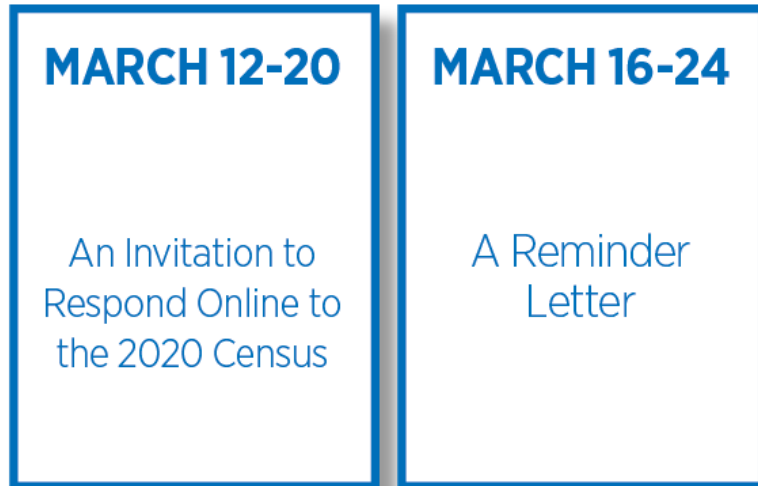 MARCH 12-20
An Invitation to
Respond Online to
the 2020 Census
MARCH 16-24
A Reminder
Letter